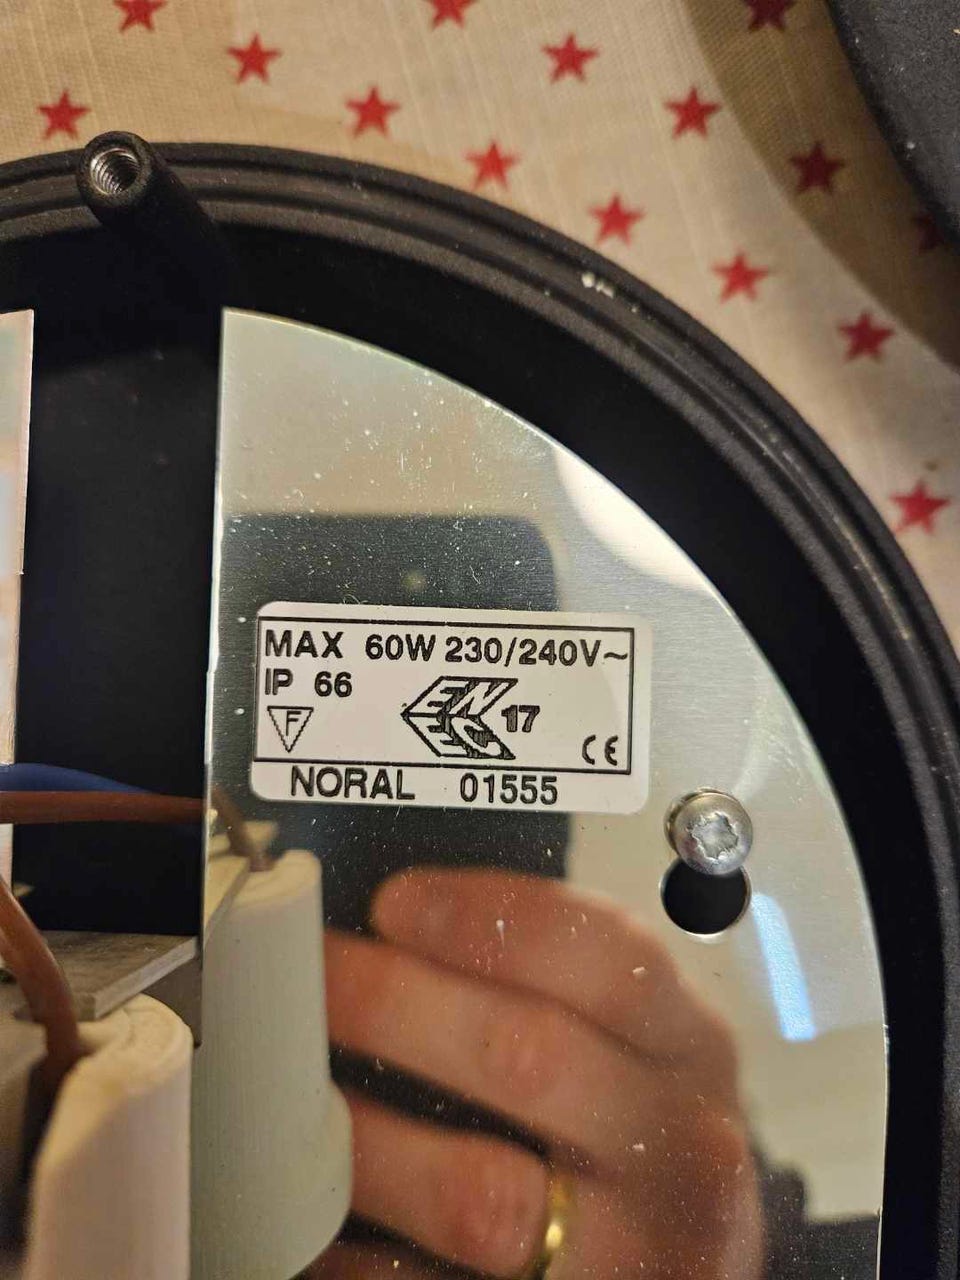 MAX 60W 230/240V~
IP 66
F
ENEC 17
CE
NORAL 01555